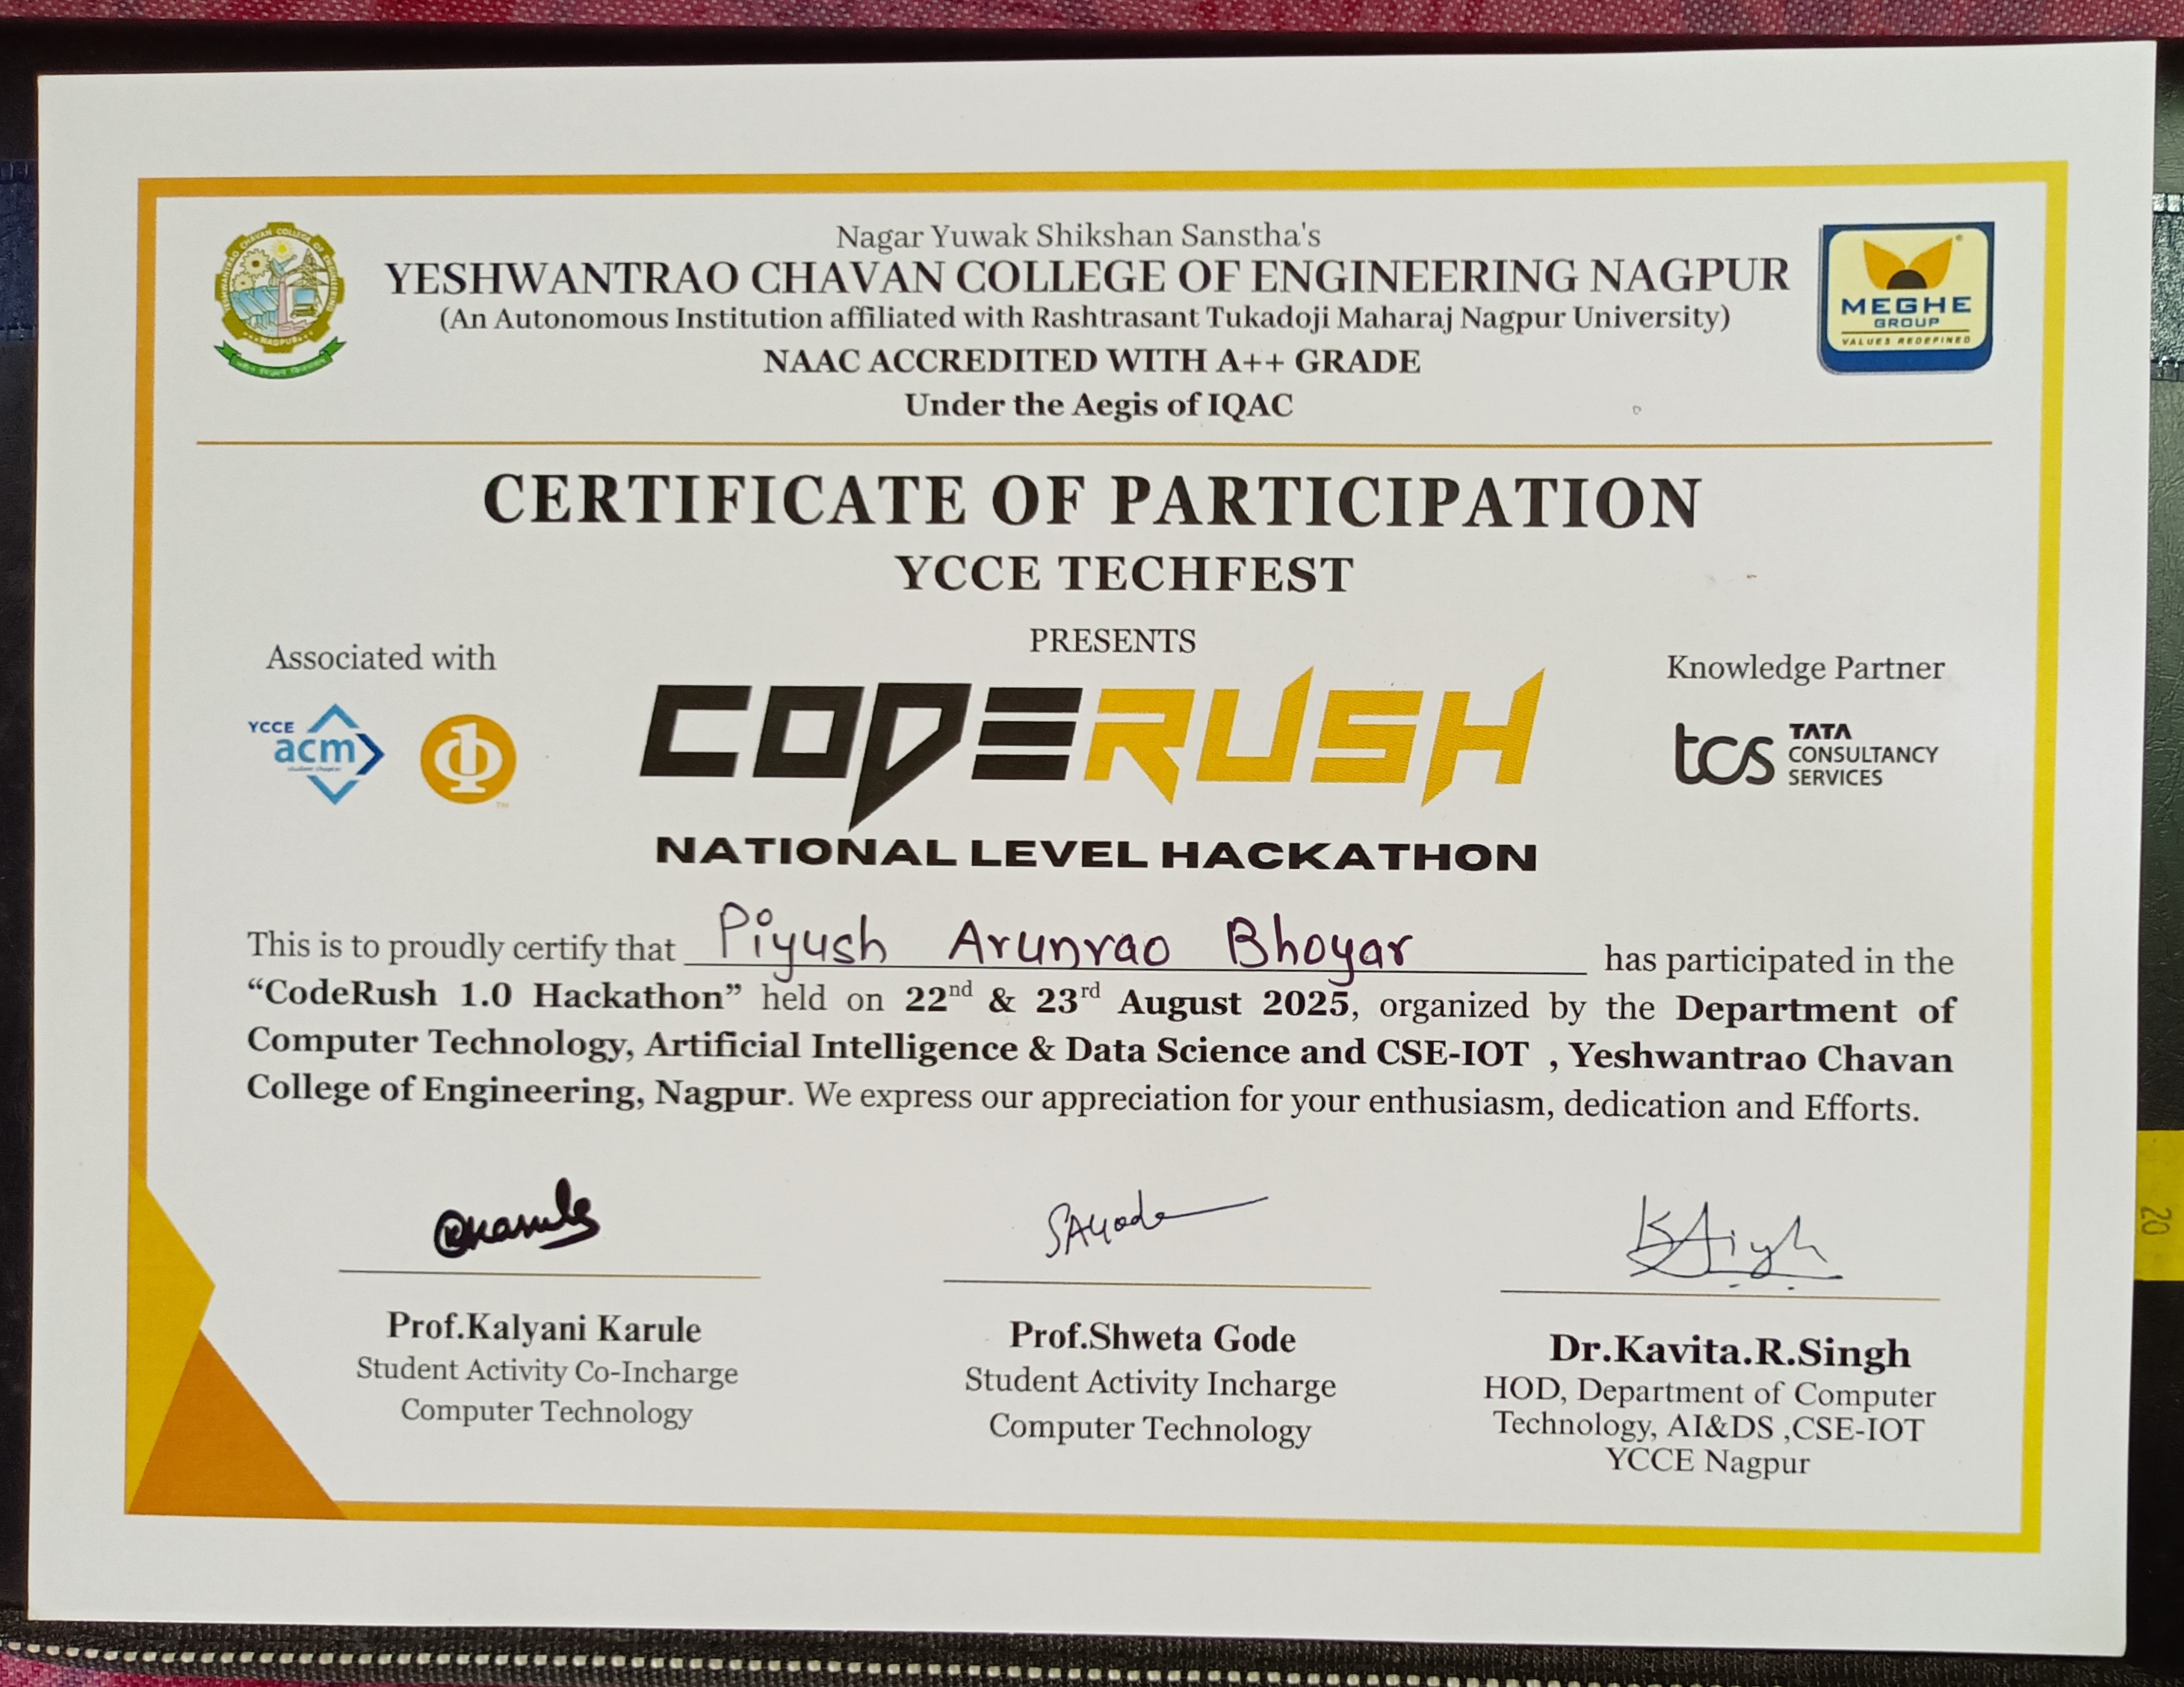 Nagar Yuwak Shikshan Sanstha's
YESHWANTRAO CHAVAN COLLEGE OF ENGINEERING NAGPUR
(An Autonomous Institution affiliated with Rashtrasant Tukadoji Maharaj Nagpur University)
NAAC ACCREDITED WITH A++ GRADE
Under the Aegis of IQAC
MEGHE
GROUP
VALUES REDEFINED
CERTIFICATE OF PARTICIPATION
YCCE TECHFEST
PRESENTS
Associated with
YCCE
acm
student chapter
CODERUSH
NATIONAL LEVEL HACKATHON
Knowledge Partner
tcs TATA
CONSULTANCY
SERVICES
This is to proudly certify that Piyush Arunrao Bhoyar has participated in the
“CodeRush 1.0 Hackathon” held on 22nd & 23rd August 2025, organized by the Department of
Computer Technology, Artificial Intelligence & Data Science and CSE-IOT , Yeshwantrao Chavan
College of Engineering, Nagpur. We express our appreciation for your enthusiasm, dedication and Efforts.
Prof.Kalyani Karule
Student Activity Co-Incharge
Computer Technology
Prof.Shweta Gode
Student Activity Incharge
Computer Technology
Dr.Kavita.R.Singh
HOD, Department of Computer
Technology, AI&DS ,CSE-IOT
YCCE Nagpur
20